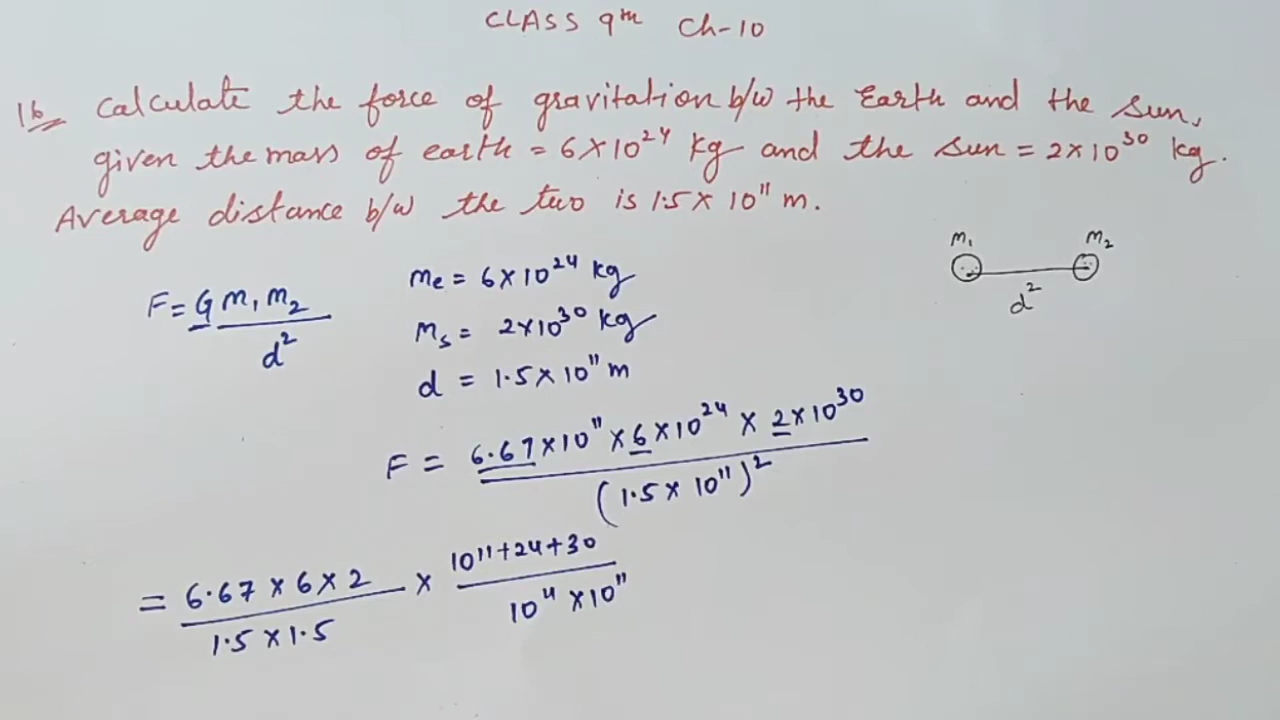 CLASS 9th Ch-10
16 Calculate the force of gravitation b/w the Earth and the Sun,
given the mass of earth = 6×10²⁴ kg and the sun = 2×10³⁰ kg.
Average distance b/w the two is 1.5× 10¹¹ m.
m₁ m₂
d²
F = G m₁ m₂ / d²
me = 6×10²⁴ kg
Ms = 2×10³⁰ kg
d = 1.5×10¹¹ m
F = 6.67×10¹¹ × 6×10²⁴ × 2×10³⁰ / (1.5× 10¹¹)²
= 6.67 × 6 × 2 / 1.5 × 1.5 × 10¹¹⁺²⁴⁺³⁰ / 10⁴ × 10¹¹